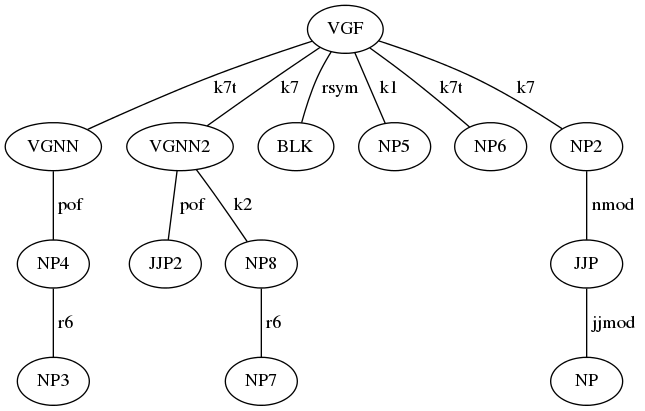 VGF
k7t k7 rsym k1 k7t k7
VGNN VGNN2 BLK NP5 NP6 NP2
pof pof k2 nmod
NP4 JJP2 NP8 JJP
r6 r6 jjmod
NP3 NP7 NP